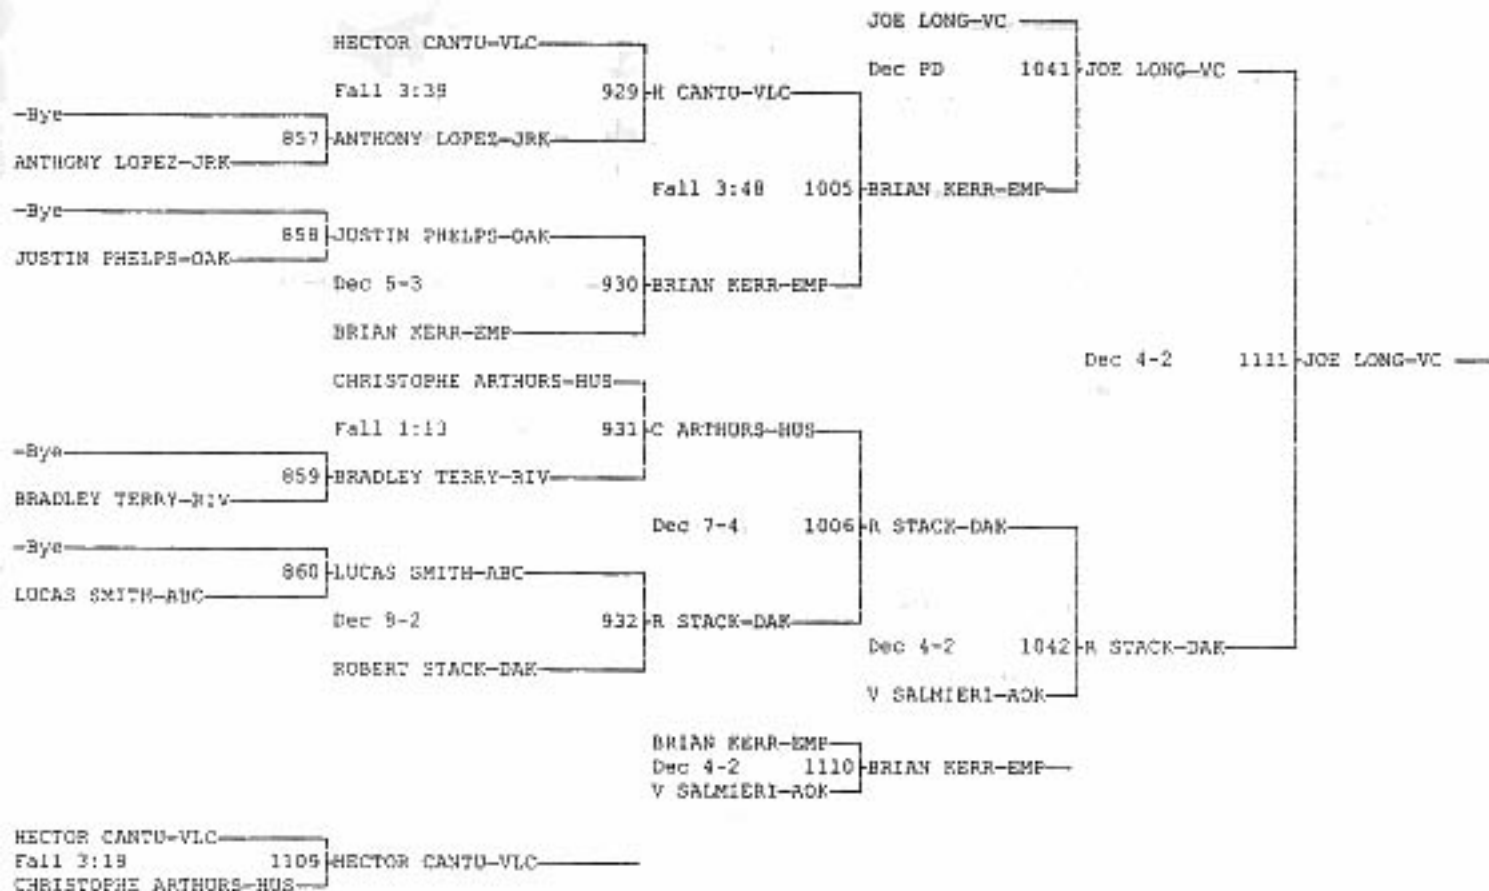 JOE LONG-VC
HECTOR CANTU-VLC
Dec PD 1041 JOE LONG-VC
Fall 3:39 929 H CANTU-VLC
-Bye
857 ANTHONY LOPEZ-JRK
ANTHONY LOPEZ-JRK
Fall 3:48 1005 BRIAN KERR-EMP
-Bye
858 JUSTIN PHELPS-OAK
JUSTIN PHELPS-OAK
Dec 5-3 930 BRIAN KERR-EMP
BRIAN KERR-EMP
Dec 4-2 1111 JOE LONG-VC
CHRISTOPHE ARTHURS-HUS
Fall 1:13 931 C ARTHURS-HUS
-Bye
859 BRADLEY TERRY-RIV
BRADLEY TERRY-RIV
Dec 7-4 1006 R STACK-DAK
-Bye
860 LUCAS SMITH-ABC
LUCAS SMITH-ABC
Dec 9-2 932 R STACK-DAK
Dec 4-2 1042 R STACK-DAK
ROBERT STACK-DAK
V SALMIERI-AOK
BRIAN KERR-EMP
Dec 4-2 1110 BRIAN KERR-EMP
V SALMIERI-AOK
HECTOR CANTU-VLC
Fall 3:18 1109 HECTOR CANTU-VLC
CHRISTOPHE ARTHURS-HUS